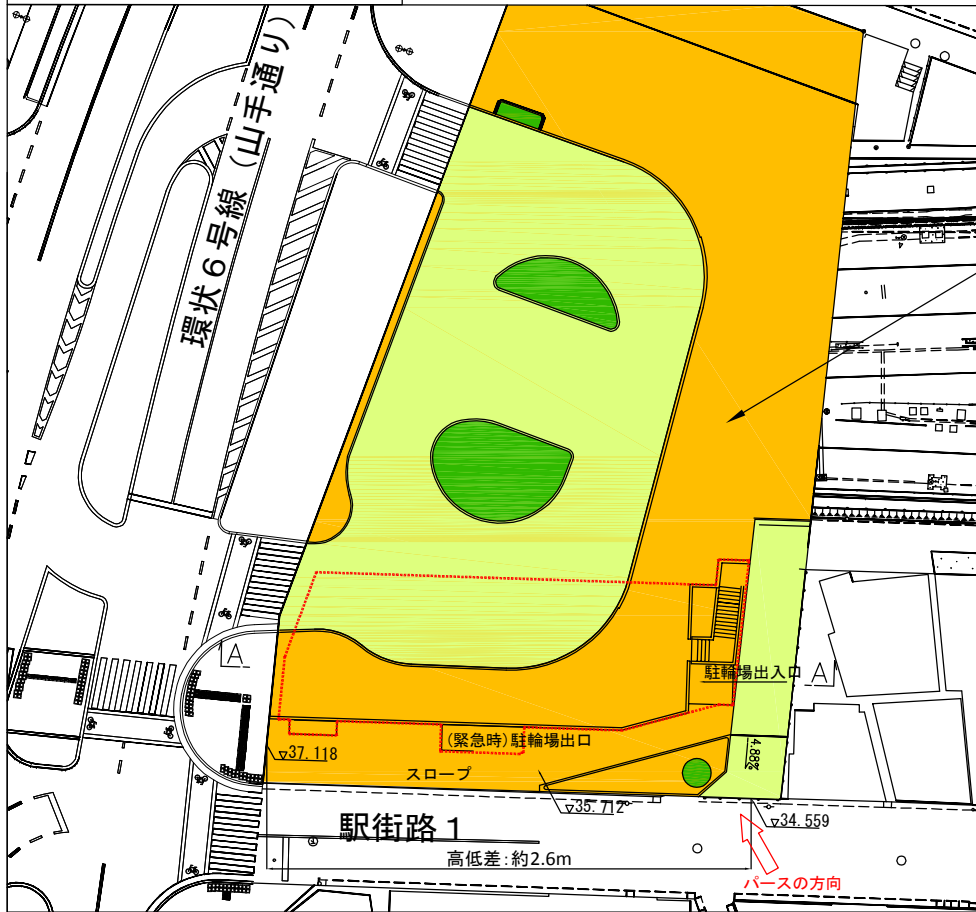 環状6号線（山手通り）
駐輪場出入口
A
A
4.88%
(緊急時)駐輪場出口
▽37.118
スロープ
▽35.712
▽34.559
駅街路1
高低差：約2.6m
パースの方向